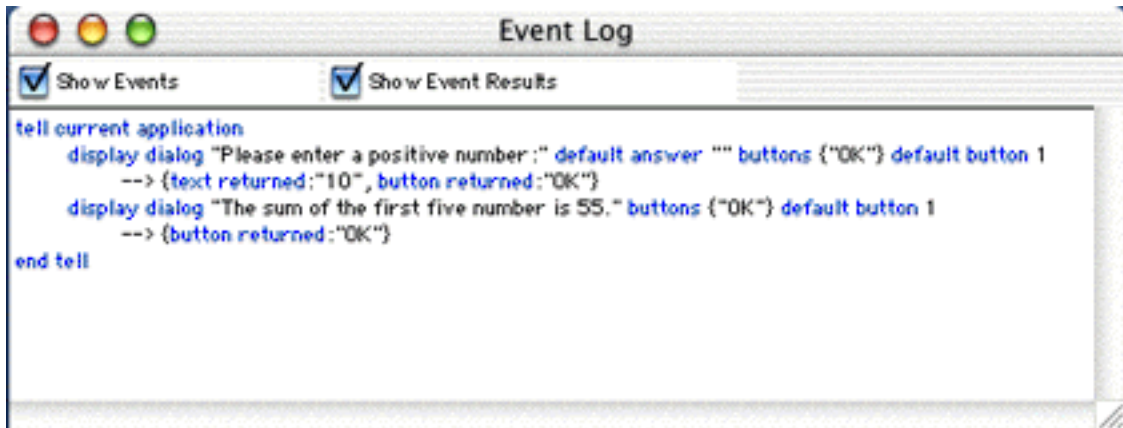 Event Log
Show Events Show Event Results
tell current application
display dialog "Please enter a positive number:" default answer "" buttons {"OK"} default button 1
--> {text returned:"10", button returned:"OK"}
display dialog "The sum of the first five number is 55." buttons {"OK"} default button 1
--> {button returned:"OK"}
end tell